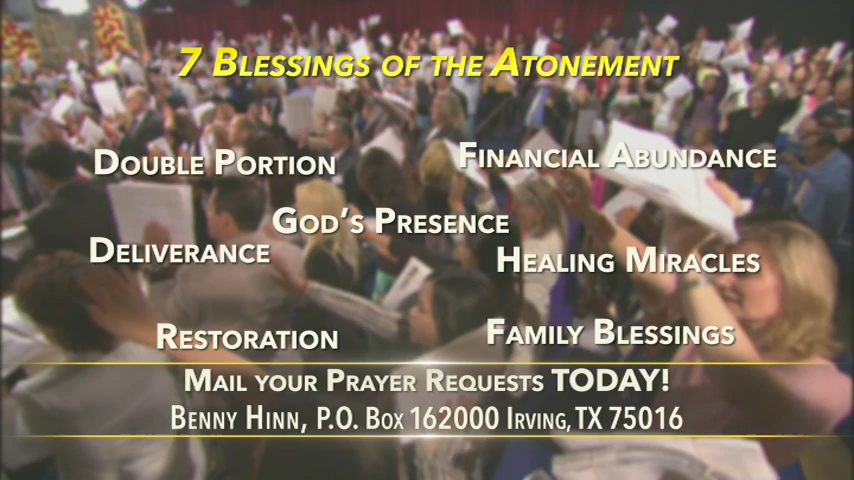 7 Blessings of the Atonement
Double Portion
Financial Abundance
God's Presence
Deliverance
Healing Miracles
Restoration
Family Blessings
Mail your Prayer Requests TODAY!
Benny Hinn, P.O. Box 162000 Irving, TX 75016